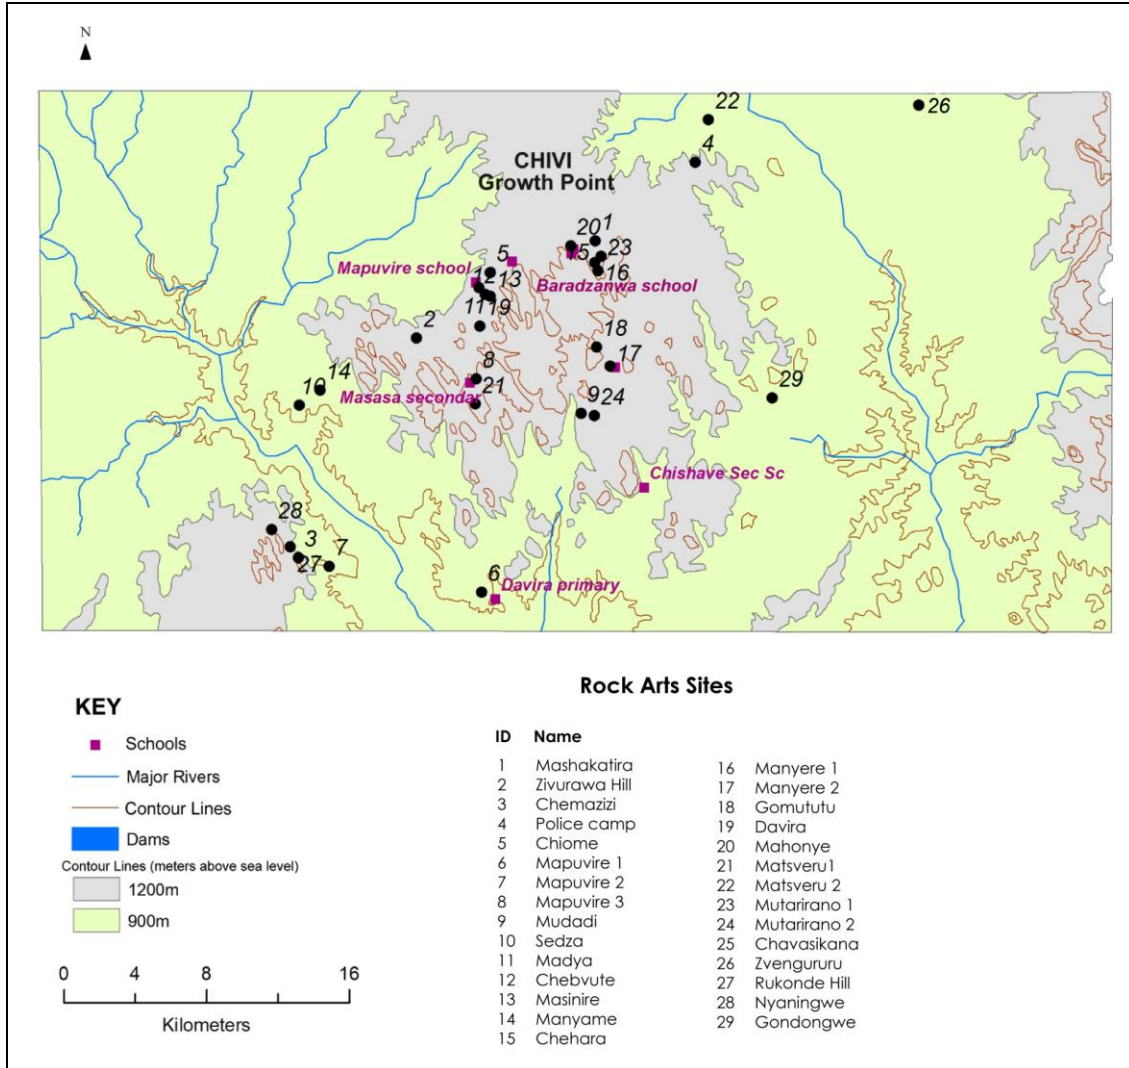 N
22
26
4
CHIVI
Growth Point
20 1
5
15
23
Mapuvire school
12
13
16
Baradzanwa school
11
19
2
18
8
17
14
29
10
Masasa secondar
21
9
24
Chishave Sec Sc
28
3
7
27
6
Davira primary
Rock Arts Sites
KEY
Schools
Major Rivers
Contour Lines
Dams
Contour Lines (meters above sea level)
1200m
900m
0 4 8 16
Kilometers
ID Name
1 Mashakatira
2 Zivurawa Hill
3 Chemazizi
4 Police camp
5 Chiome
6 Mapuvire 1
7 Mapuvire 2
8 Mapuvire 3
9 Mudadi
10 Sedza
11 Madya
12 Chebvute
13 Masinire
14 Manyame
15 Chehara
16 Manyere 1
17 Manyere 2
18 Gomututu
19 Davira
20 Mahonye
21 Matsveru1
22 Matsveru 2
23 Mutarirano 1
24 Mutarirano 2
25 Chavasikana
26 Zvengururu
27 Rukonde Hill
28 Nyaningwe
29 Gondongwe